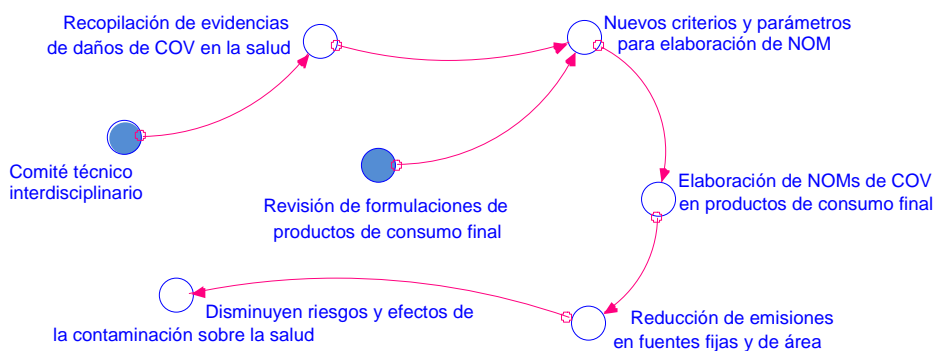 Recopilación de evidencias
de daños de COV en la salud
Nuevos criterios y parámetros
para elaboración de NOM
Comité técnico
interdisciplinario
Revisión de formulaciones de
productos de consumo final
Elaboración de NOMs de COV
en productos de consumo final
Disminuyen riesgos y efectos de
la contaminación sobre la salud
Reducción de emisiones
en fuentes fijas y de área